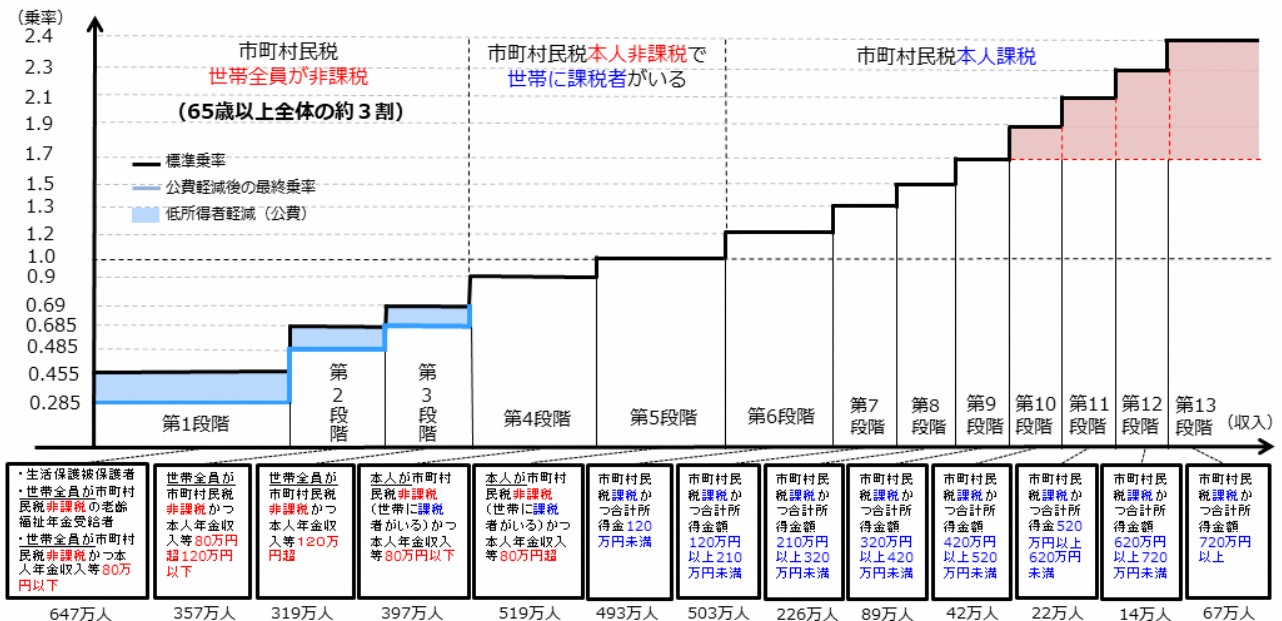 (乗率)
2.4
2.3
2.1
1.9
1.7
1.5
1.3
1.2
1.0
0.9
0.69
0.685
0.485
0.455
0.285
市町村民税
世帯全員が非課税
(65歳以上全体の約3割)
市町村民税本人非課税で
世帯に課税者がいる
市町村民税本人課税
標準乗率
公費軽減後の最終乗率
低所得者軽減(公費)
第1段階
第2段階
第3段階
第4段階
第5段階
第6段階
第7
段階
第8
段階
第9
段階
第10
段階
第11
段階
第12
段階
第13
段階
(収入)
・生活保護被保護者
・世帯全員が市町村
民税非課税の老齢
福祉年金受給者
・世帯全員が市町村
民税非課税かつ本
人年金収入等80万
円以下
世帯全員が
市町村民税
非課税かつ
本人年金収
入等80万円
超120万円
以下
世帯全員が
市町村民税
非課税かつ
本人年金収
入等120万
円超
本人が市町村
民税非課税
(世帯に課税
者がいる)かつ
本人年金収入
等80万円以下
本人が市町村
民税非課税
(世帯に課税
者がいる)かつ
本人年金収入
等80万円超
市町村民
税課税か
つ合計所
得金120
万円未満
市町村民
税課税か
つ合計所
得金額
120万円
以上210
万円未満
市町村民
税課税か
つ合計所
得金額
210万円
以上320
万円未満
市町村民
税課税か
つ合計所
得金額
320万円
以上420
万円未満
市町村民
税課税か
つ合計所
得金額
420万円
以上520
万円未満
市町村民
税課税か
つ合計所
得金520
万円以上
620万円
未満
市町村民
税課税か
つ合計所
得金額
620万円
以上720
万円未満
市町村民
税課税か
つ合計所
得金額
720万円
以上
647万人
357万人
319万人
397万人
519万人
493万人
503万人
226万人
89万人
42万人
22万人
14万人
67万人